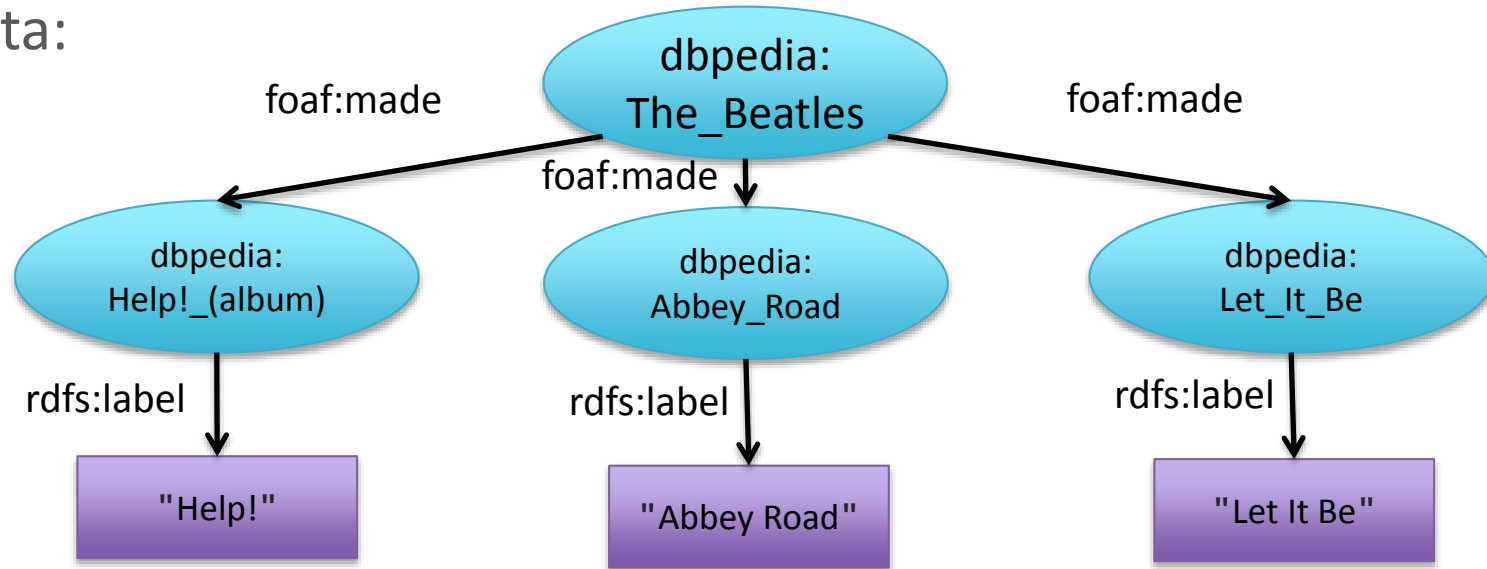 ta:
dbpedia:
The_Beatles
foaf:made
foaf:made
foaf:made
dbpedia:
Help!_(album)
dbpedia:
Abbey_Road
dbpedia:
Let_It_Be
rdfs:label
rdfs:label
rdfs:label
"Help!"
"Abbey Road"
"Let It Be"